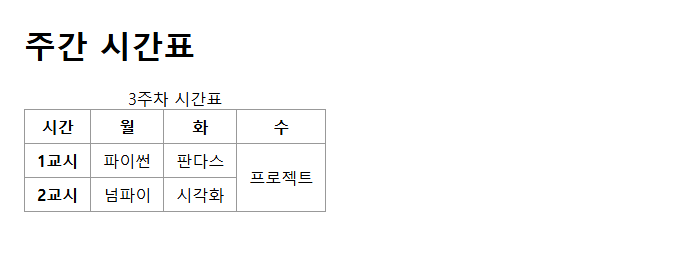 주간 시간표
3주차 시간표
시간 월 화 수
1교시 파이썬 판다스 프로젝트
2교시 넘파이 시각화